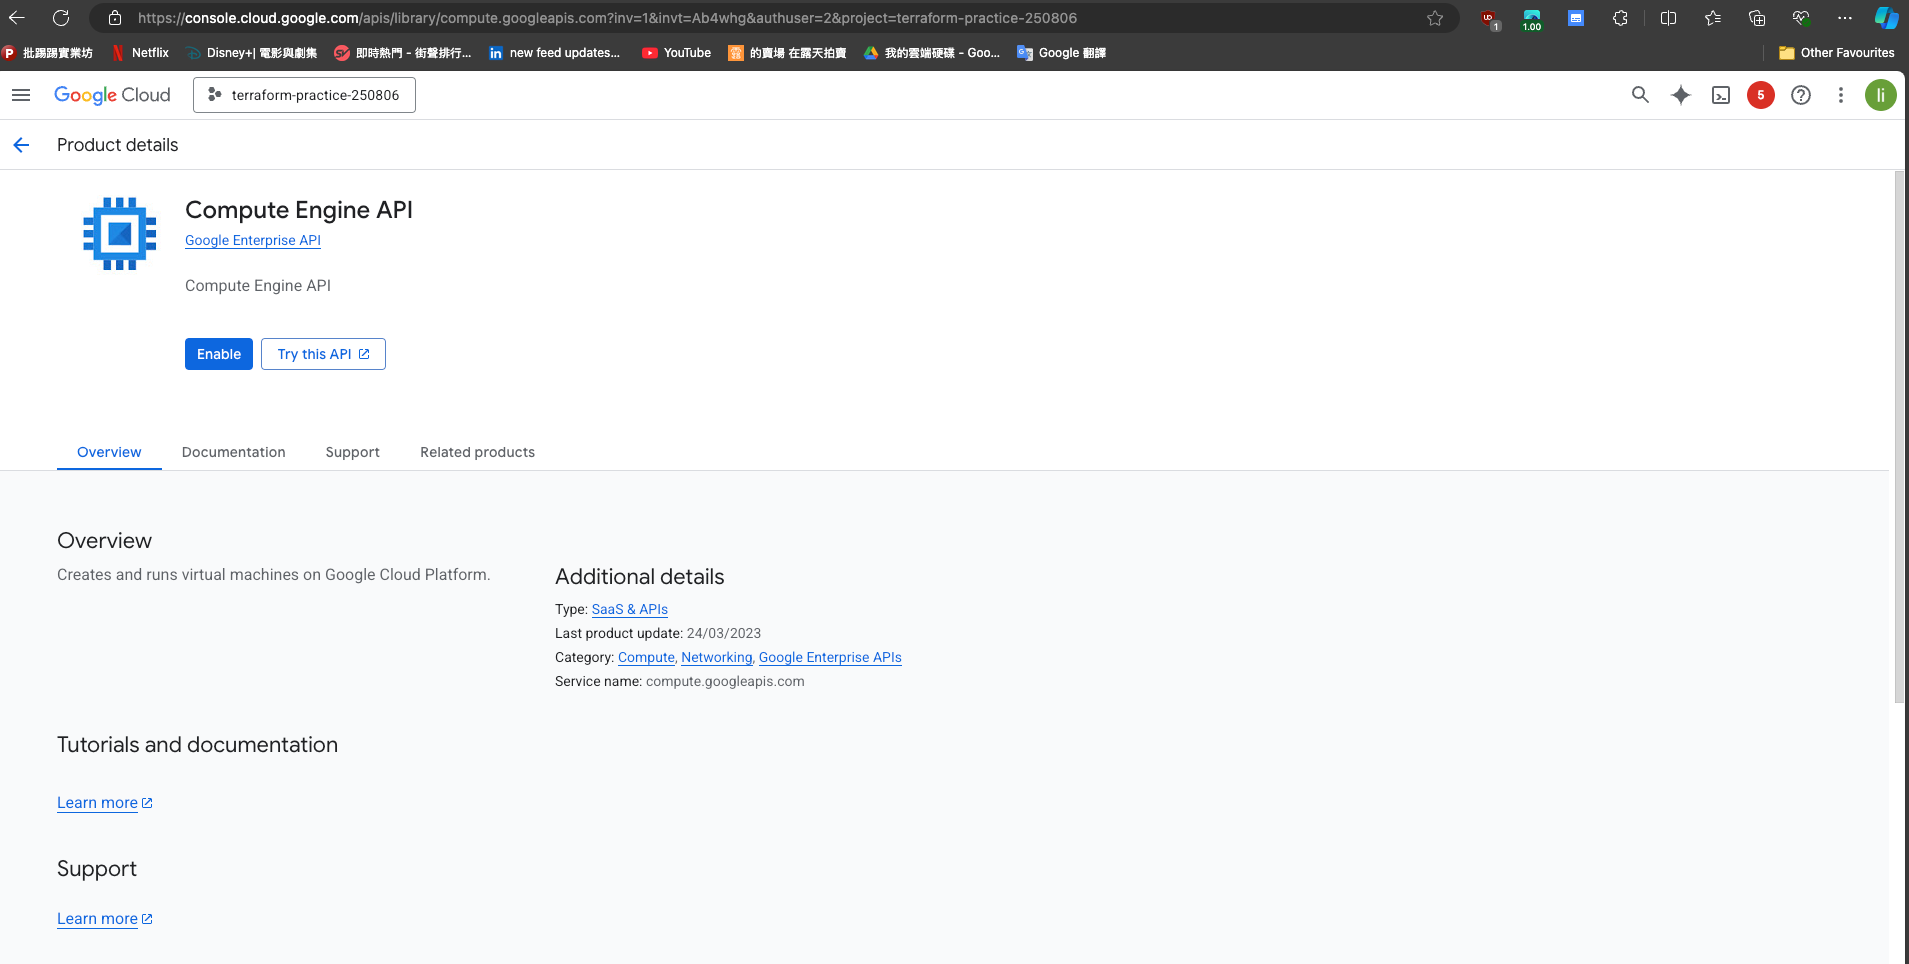 https://console.cloud.google.com/apis/library/compute.googleapis.com?inv=1&invt=Ab4whg&authuser=2&project=terraform-practice-250806
1
1.00
批踢踢實業坊 Netflix Disney+| 電影與劇集 即時熱門 - 街聲排行... new feed updates... YouTube 的賣場 在露天拍賣 我的雲端硬碟 - Goo... Google 翻譯 Other Favourites
Google Cloud terraform-practice-250806 5 li
Product details
Compute Engine API
Google Enterprise API
Compute Engine API
Enable Try this API
Overview Documentation Support Related products
Overview
Creates and runs virtual machines on Google Cloud Platform.
Additional details
Type: SaaS & APIs
Last product update: 24/03/2023
Category: Compute, Networking, Google Enterprise APIs
Service name: compute.googleapis.com
Tutorials and documentation
Learn more
Support
Learn more